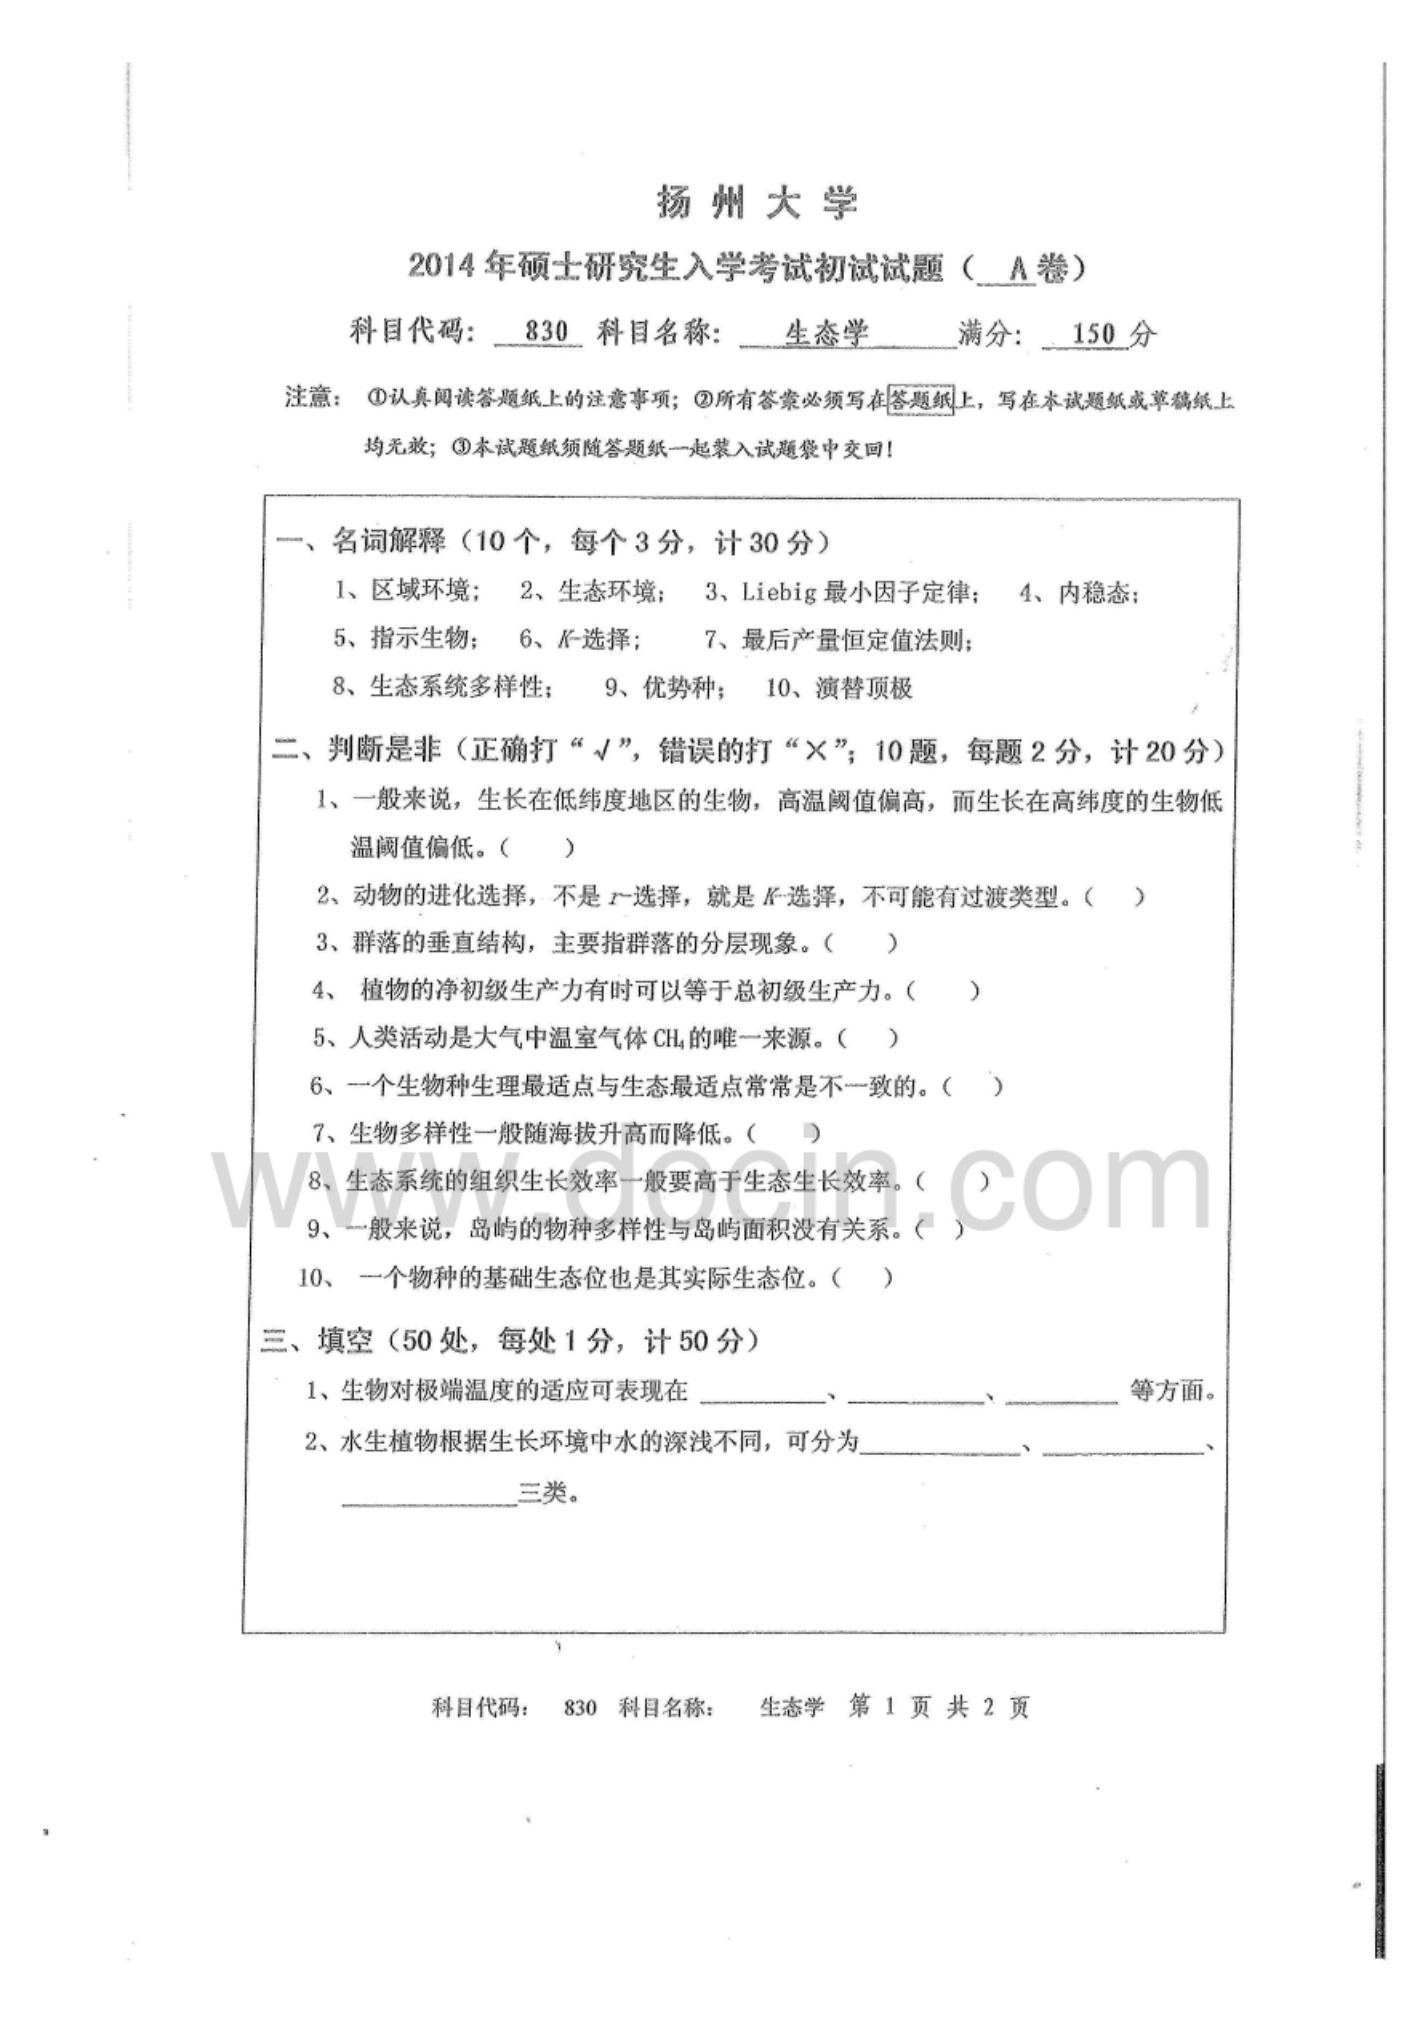 扬州大学
2014年硕士研究生入学考试初试试题（ A卷）
科目代码： 830 科目名称： 生态学 满分： 150 分
注意： ①认真阅读答题纸上的注意事项；②所有答案必须写在答题纸上，写在本试题纸或草稿纸上
均无效；③本试题纸须随答题纸一起装入试题袋中交回！
一、名词解释（10个，每个3分，计30分）
1、区域环境； 2、生态环境； 3、Liebig最小因子定律； 4、内稳态；
5、指示生物； 6、K-选择； 7、最后产量恒定值法则；
8、生态系统多样性； 9、优势种； 10、演替顶极
二、判断是非（正确打“√”，错误的打“×”；10题，每题2分，计20分）
1、一般来说，生长在低纬度地区的生物，高温阈值偏高，而生长在高纬度的生物低
温阈值偏低。（ ）
2、动物的进化选择，不是r-选择，就是K-选择，不可能有过渡类型。（ ）
3、群落的垂直结构，主要指群落的分层现象。（ ）
4、 植物的净初级生产力有时可以等于总初级生产力。（ ）
5、人类活动是大气中温室气体CH₄的唯一来源。（ ）
6、一个生物种生理最适点与生态最适点常常是不一致的。（ ）
7、生物多样性一般随海拔升高而降低。（ ）
8、生态系统的组织生长效率一般要高于生态生长效率。（ ）
9、一般来说，岛屿的物种多样性与岛屿面积没有关系。（ ）
10、 一个物种的基础生态位也是其实际生态位。（ ）
三、填空（50处，每处1分，计50分）
1、生物对极端温度的适应可表现在 ＿＿＿＿、＿＿＿＿、＿＿＿＿ 等方面。
2、水生植物根据生长环境中水的深浅不同，可分为＿＿＿＿、＿＿＿＿、
＿＿＿＿三类。
科目代码： 830 科目名称： 生态学 第 1 页 共 2 页
www.docin.com